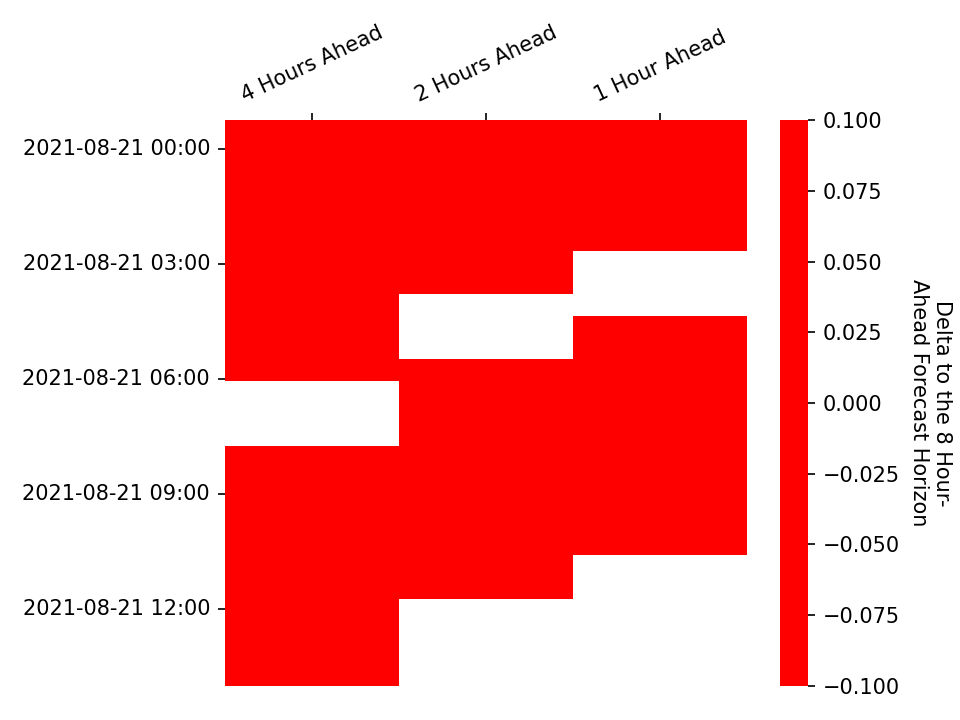 4 Hours Ahead
2 Hours Ahead
1 Hour Ahead
2021-08-21 00:00
2021-08-21 03:00
2021-08-21 06:00
2021-08-21 09:00
2021-08-21 12:00
0.100
0.075
0.050
0.025
0.000
−0.025
−0.050
−0.075
−0.100
Delta to the 8 Hour-
Ahead Forecast Horizon